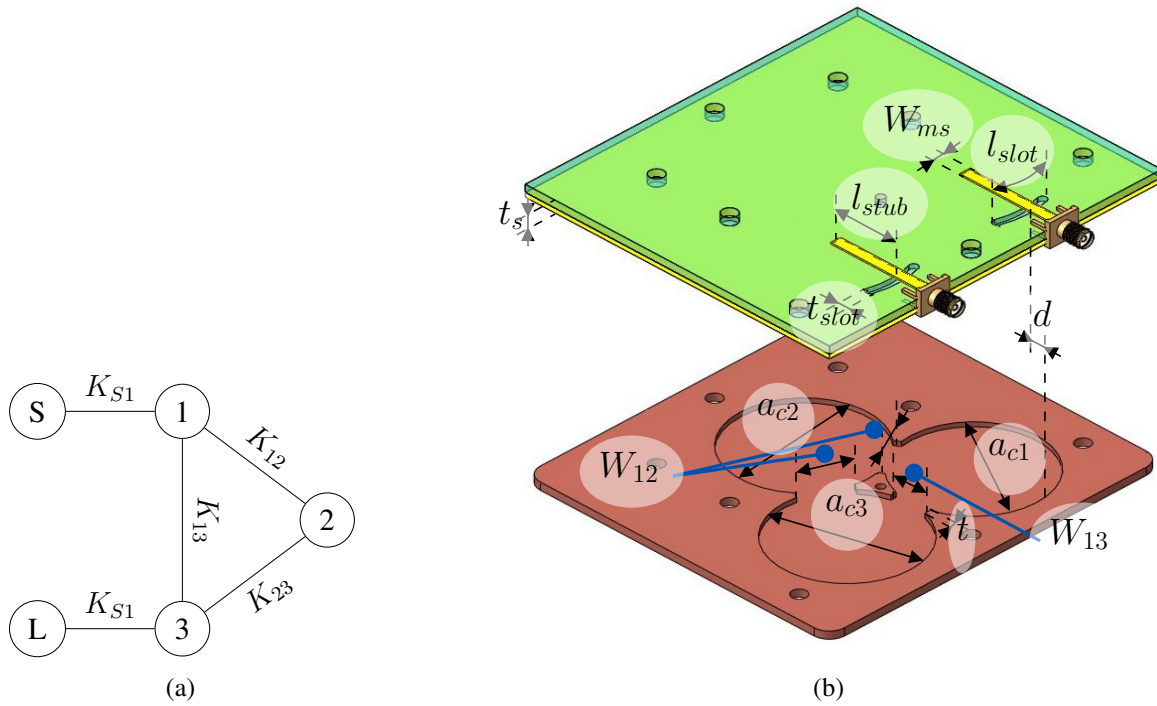 S
K_{S1}
1
K_{12}
K_{13}
2
K_{23}
L
K_{S1}
3
(a)
W_{ms}
l_{slot}
l_{stub}
t_s
t_{slot}
d
a_{c2}
a_{c1}
W_{12}
a_{c3}
t
W_{13}
(b)